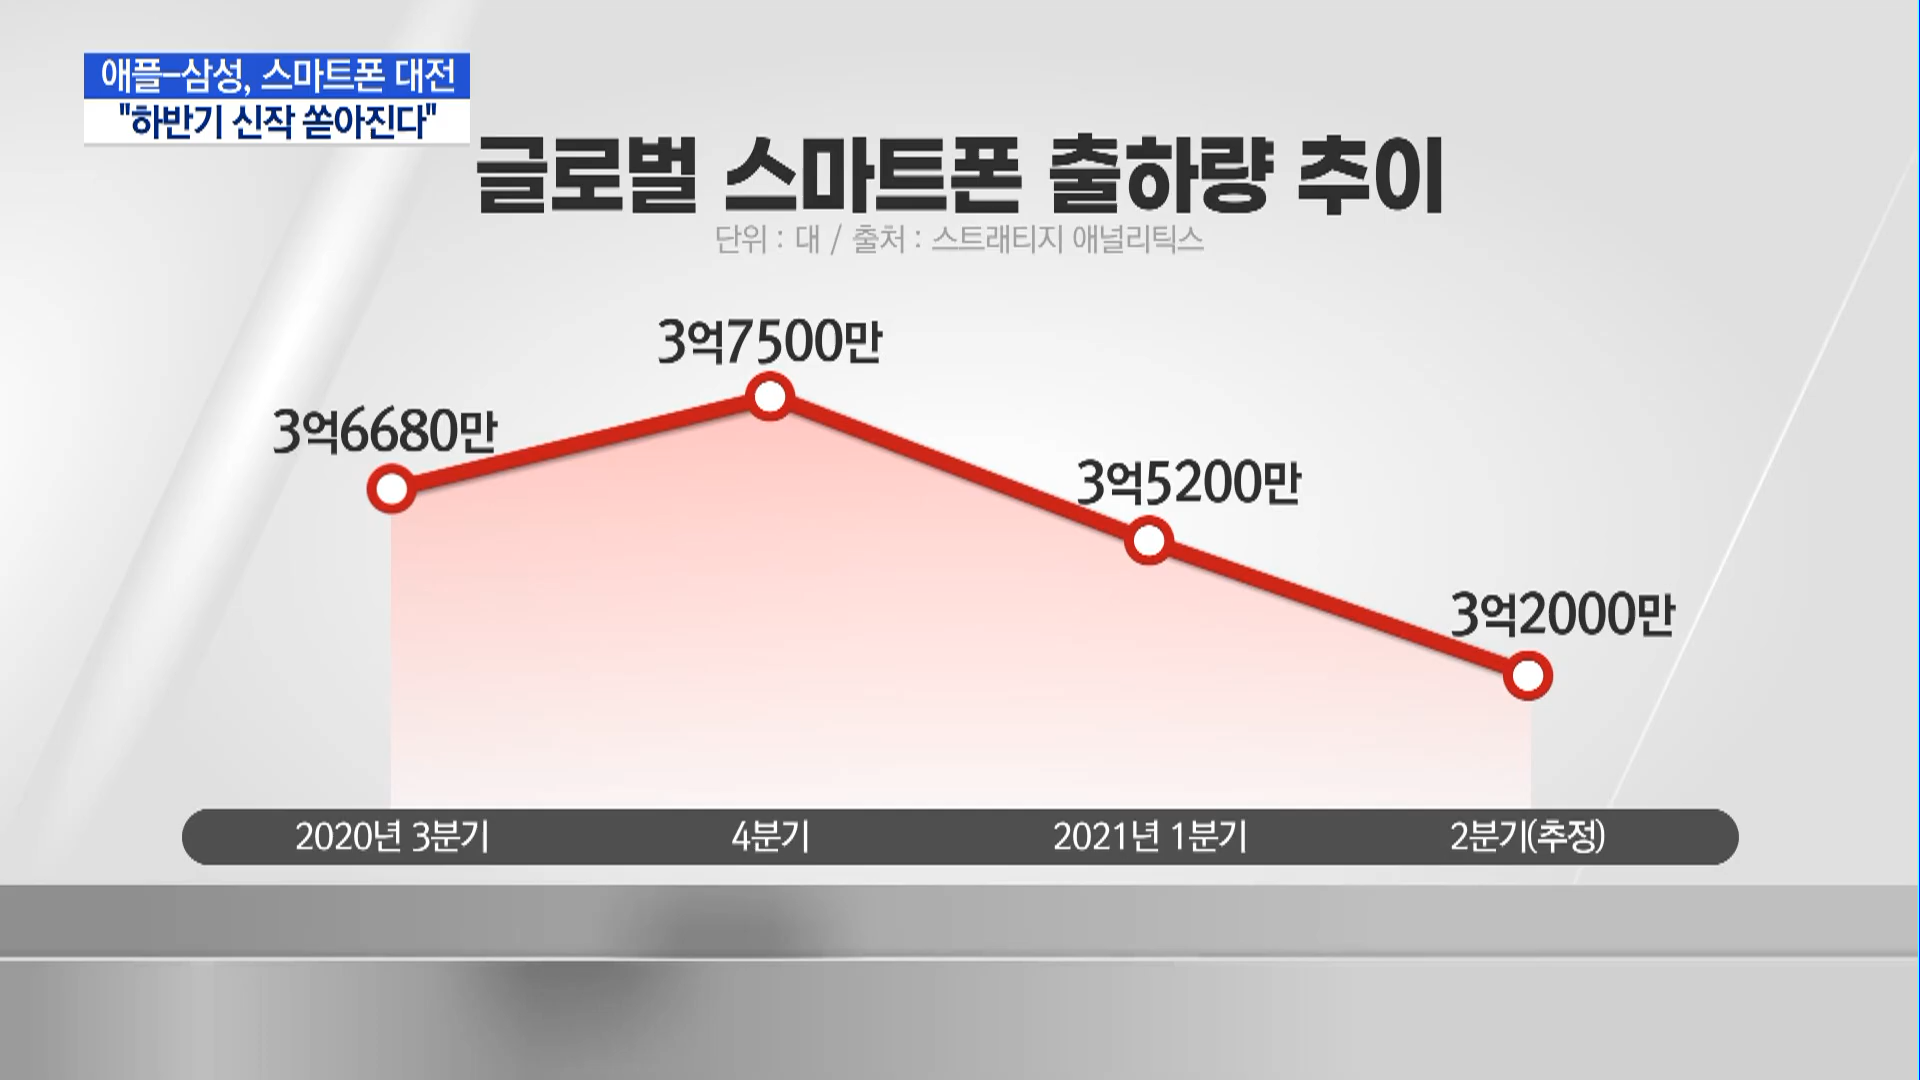 애플-삼성, 스마트폰 대전
"하반기 신작 쏟아진다"
글로벌 스마트폰 출하량 추이
단위 : 대 / 출처 : 스트래티지 애널리틱스
3억6680만
3억7500만
3억5200만
3억2000만
2020년 3분기
4분기
2021년 1분기
2분기(추정)